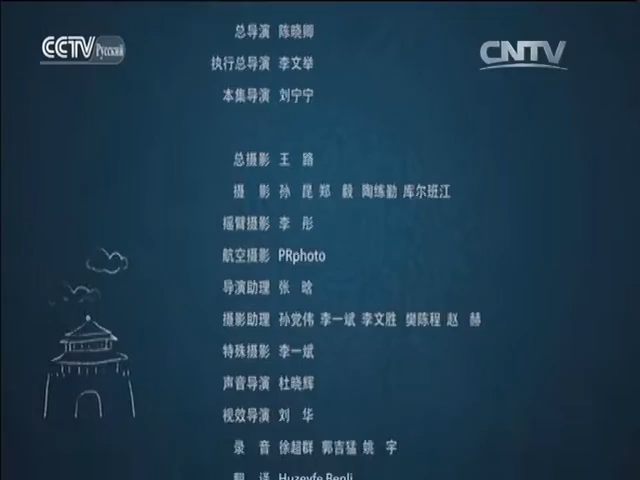 总导演 陈晓卿
CCTV Русский
CNTV
执行总导演 李文举
本集导演 刘宁宁
总摄影 王 路
摄 影 孙 昆 郑 毅 陶练勤 库尔班江
摇臂摄影 李 彤
航空摄影 PRphoto
导演助理 张 晗
摄影助理 孙党伟 李一斌 李文胜 樊陈程 赵 赫
特殊摄影 李一斌
声音导演 杜晓辉
视效导演 刘 华
录 音 徐超群 郭吉猛 姚 宇
翻 译 Huzeyfe Benli